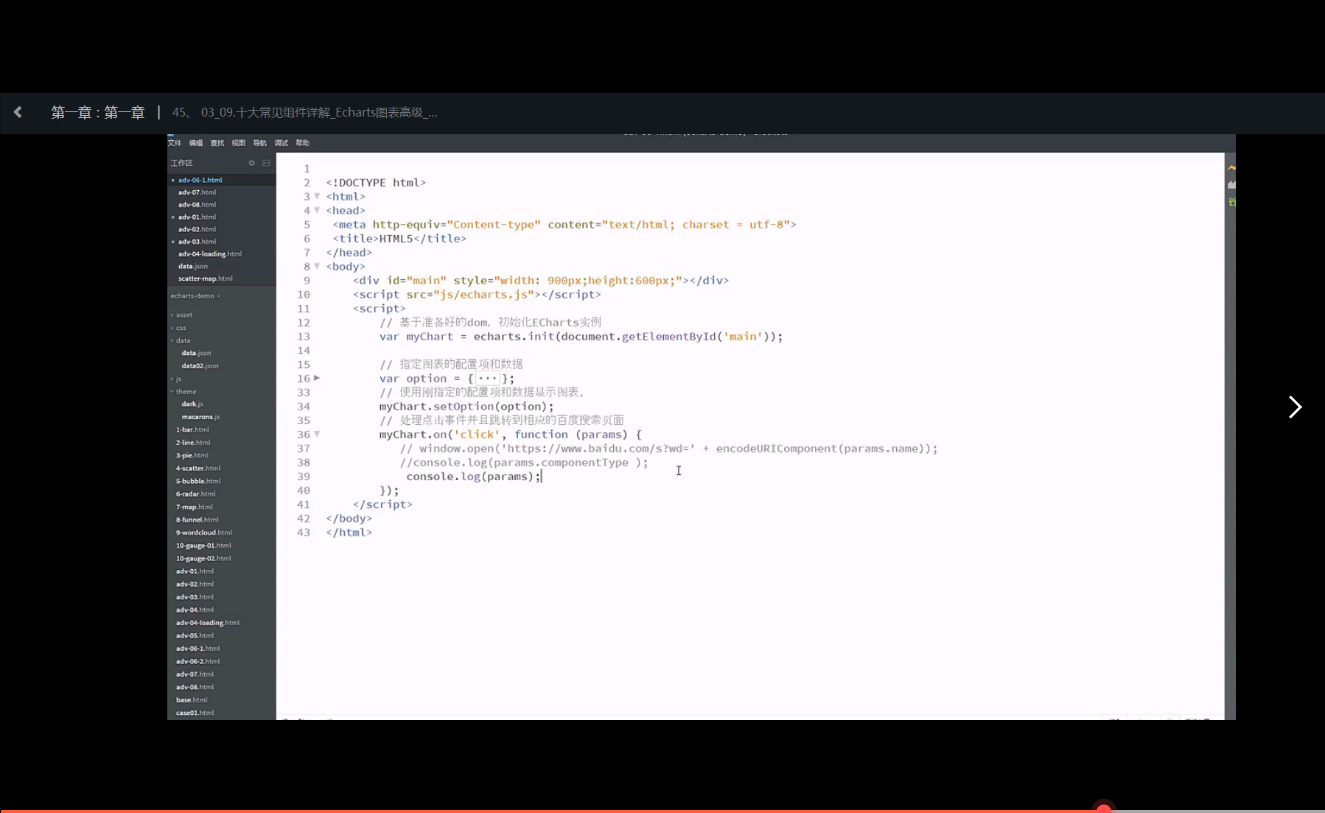 第一章：第一章 | 45、 03_09.十大常见组件详解_Echarts图表高级_...
文件 编辑 查找 视图 导航 调试 帮助
工作区
adv-06-1.html
adv-07.html
adv-08.html
adv-01.html
adv-02.html
adv-03.html
adv-04-loading.html
data.json
scatter-map.html
echarts-demo
asset
css
data
data.json
data02.json
js
theme
dark.js
macarons.js
1-bar.html
2-line.html
3-pie.html
4-scatter.html
5-bubble.html
6-radar.html
7-map.html
8-funnel.html
9-wordcloud.html
10-gauge-01.html
10-gauge-02.html
adv-01.html
adv-02.html
adv-03.html
adv-04.html
adv-04-loading.html
adv-05.html
adv-06-1.html
adv-06-2.html
adv-07.html
adv-08.html
base.html
case01.html
1
2 <!DOCTYPE html>
3 <html>
4 <head>
5 <meta http-equiv="Content-type" content="text/html; charset = utf-8">
6 <title>HTML5</title>
7 </head>
8 <body>
9 <div id="main" style="width: 900px;height:600px;"></div>
10 <script src="js/echarts.js"></script>
11 <script>
12 // 基于准备好的dom，初始化ECharts实例
13 var myChart = echarts.init(document.getElementById('main'));
14
15 // 指定图表的配置项和数据
16 var option = {...};
33 // 使用刚指定的配置项和数据显示图表。
34 myChart.setOption(option);
35 // 处理点击事件并且跳转到相应的百度搜索页面
36 myChart.on('click', function (params) {
37 // window.open('https://www.baidu.com/s?wd=' + encodeURIComponent(params.name));
38 //console.log(params.componentType );
39 console.log(params);
40 });
41 </script>
42 </body>
43 </html>